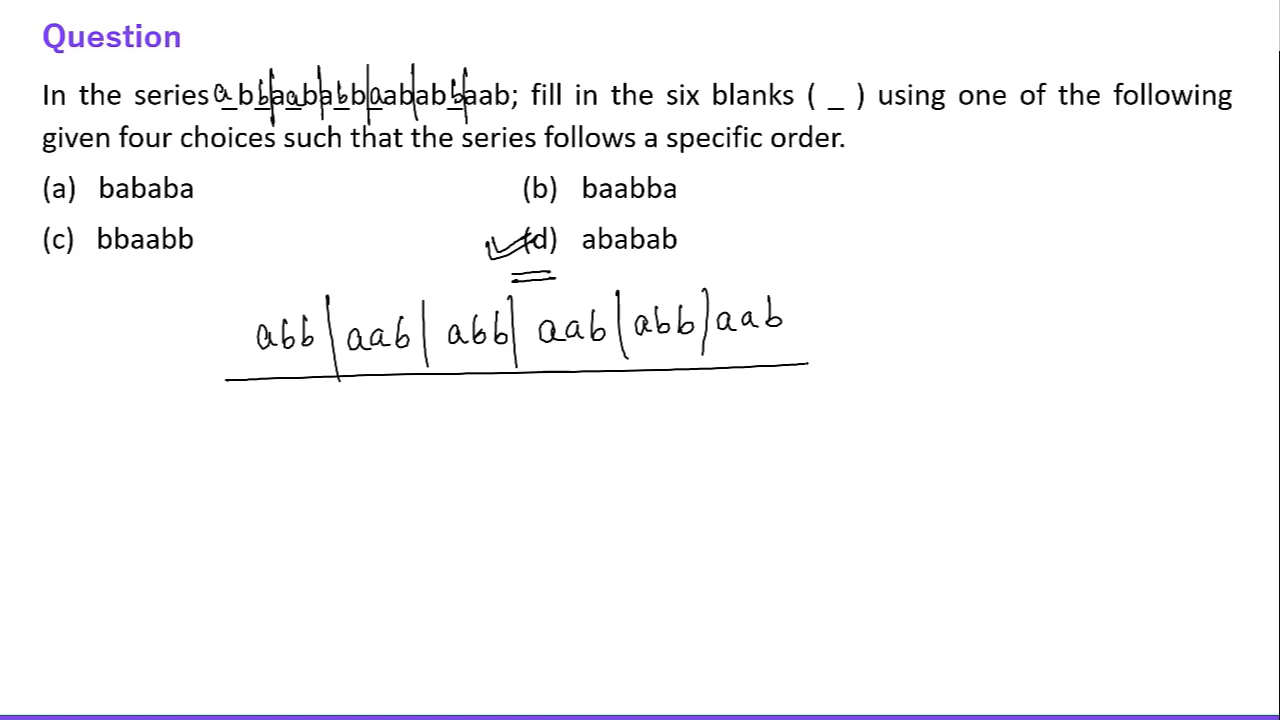 Question
In the series abbaababbaababbaab; fill in the six blanks ( _ ) using one of the following
given four choices such that the series follows a specific order.
(a) bababa (b) baabba
(c) bbaabb (d) ababab
abb|aab|abb|aab|abb|aab